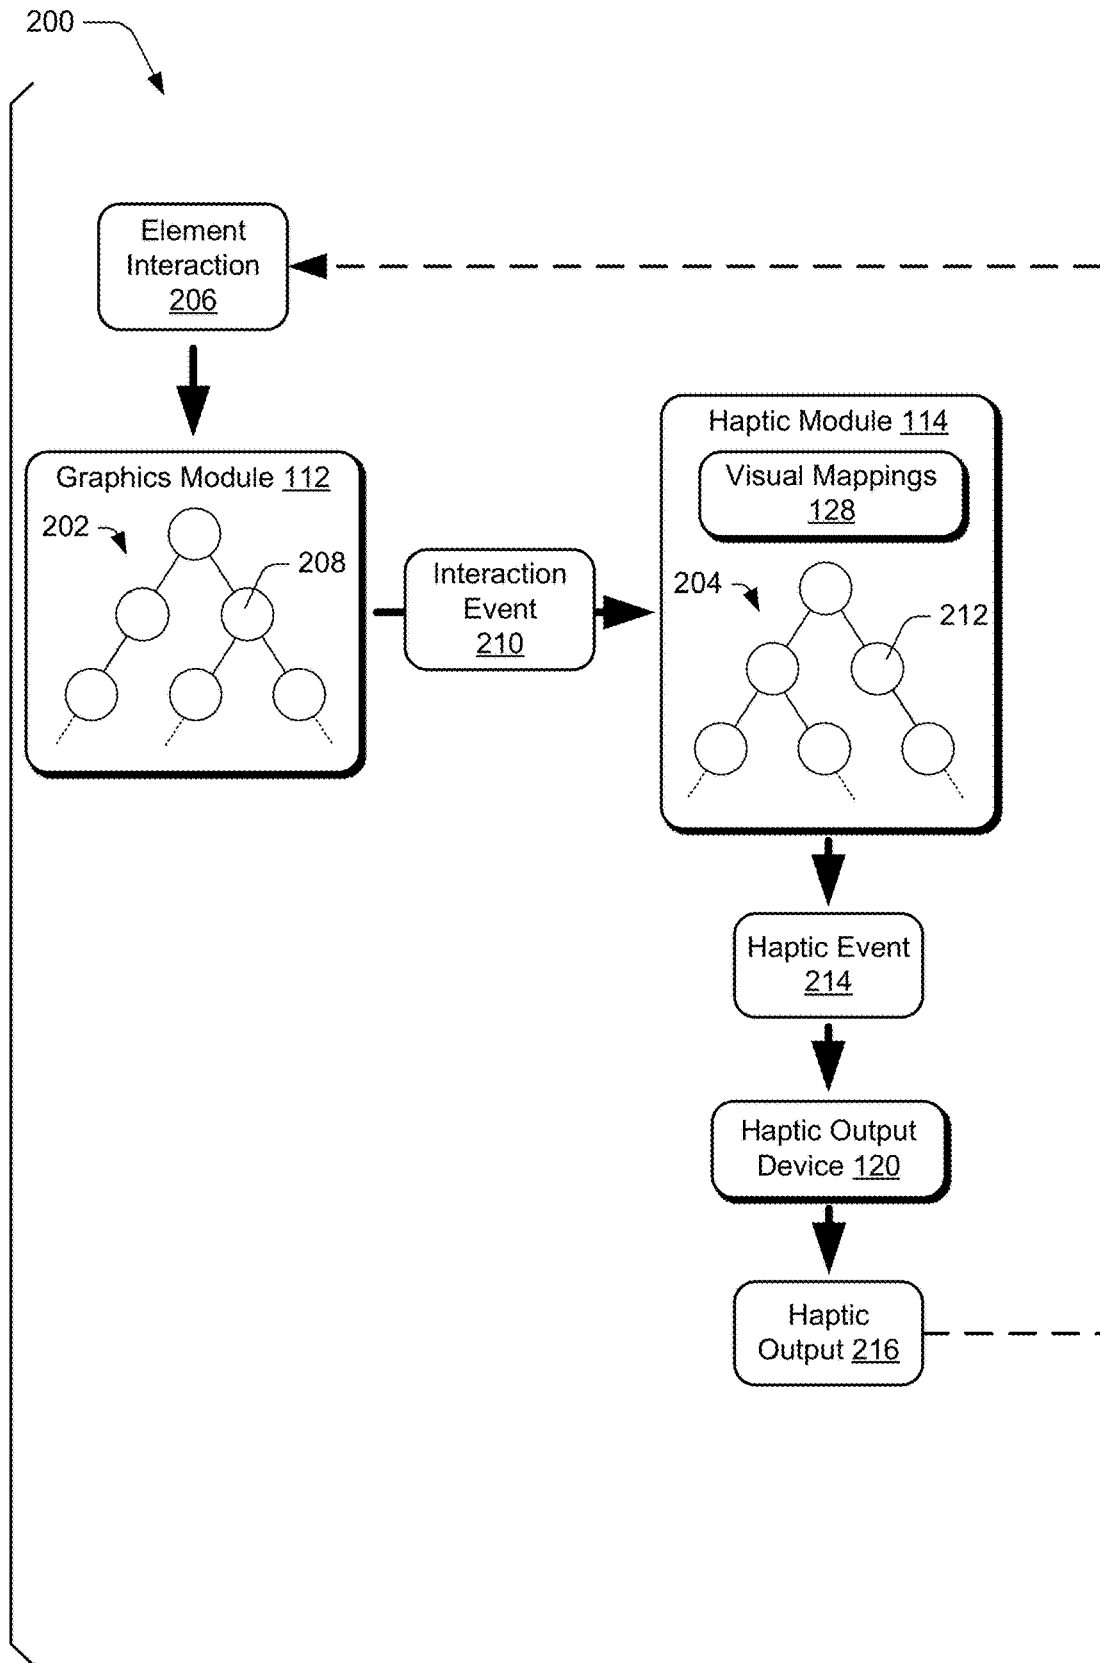 200
Element
Interaction
206
Graphics Module 112
202
208
Interaction
Event
210
Haptic Module 114
Visual Mappings
128
204
212
Haptic Event
214
Haptic Output
Device 120
Haptic
Output 216